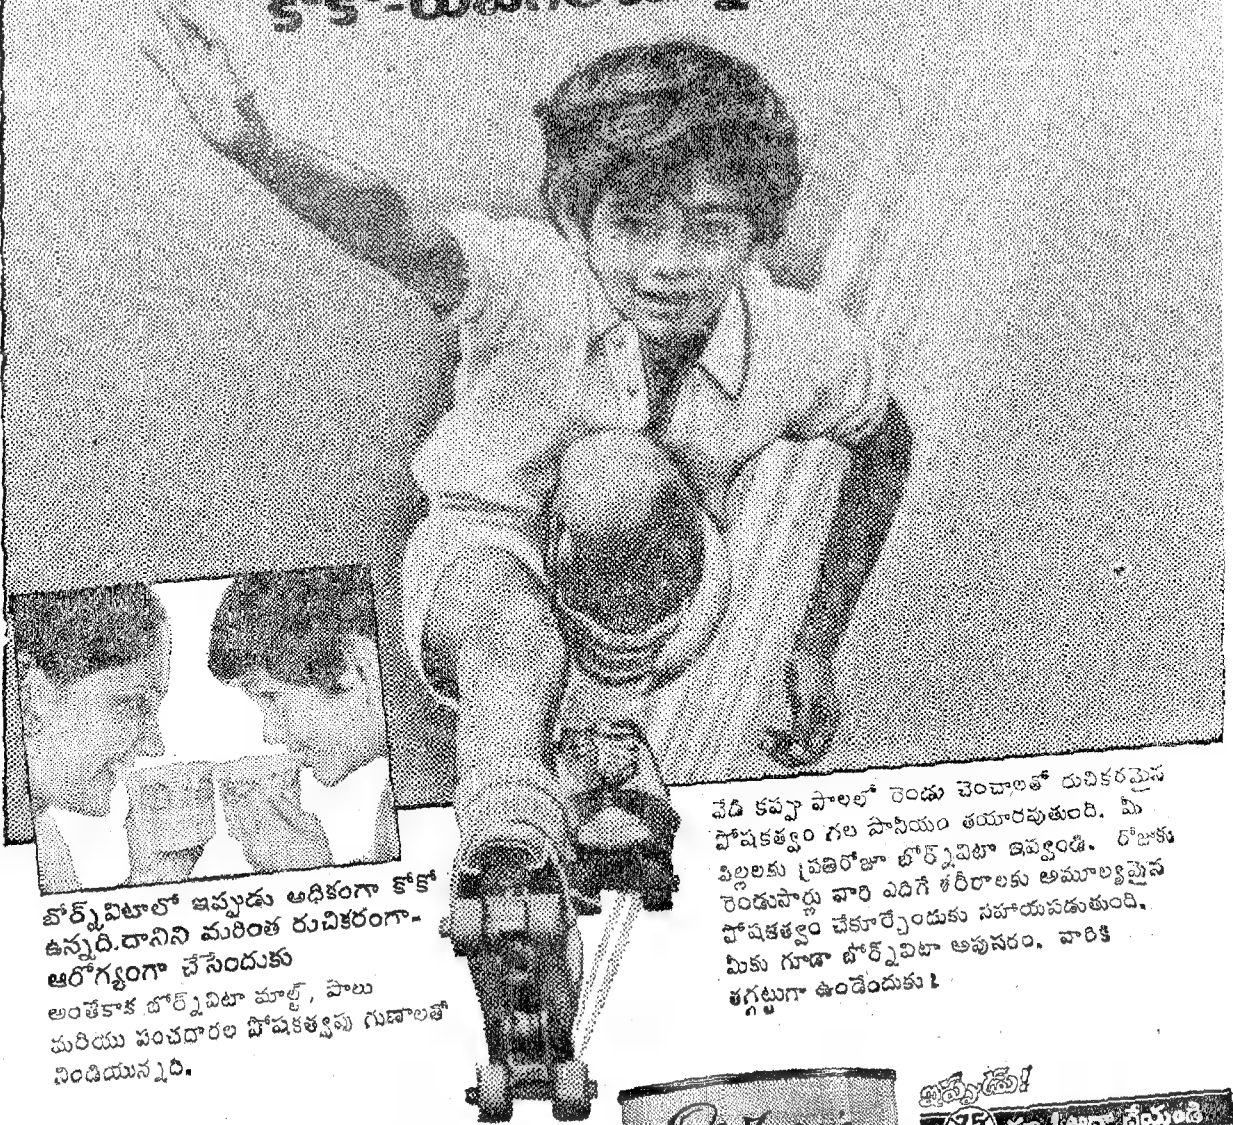 బోర్న్‌విటాలో ఇప్పుడు అధికంగా కోకో
ఉన్నది.దానిని మరింత రుచికరంగా-
ఆరోగ్యంగా చేసేందుకు
అంతేకాక బోర్న్‌విటా మాల్ట్, పాలు
మరియు పంచదారల పోషకత్వపు గుణాలతో
నిండియున్నది.
వేడి కప్పు పాలలో రెండు చెంచాలతో రుచికరమైన
పోషకత్వం గల పానీయం తయారవుతుంది. మీ
పిల్లలకు ప్రతిరోజూ బోర్న్‌విటా ఇవ్వండి. రోజుకు
రెండుసార్లు వారి ఎదిగే శరీరాలకు అమూల్యమైన
పోషకత్వం చేకూర్చేందుకు సహాయపడుతుంది.
మీకు గూడా బోర్న్‌విటా అవసరం. వారికి
తగ్గట్టుగా ఉండేందుకు!
ఇప్పుడు!
75